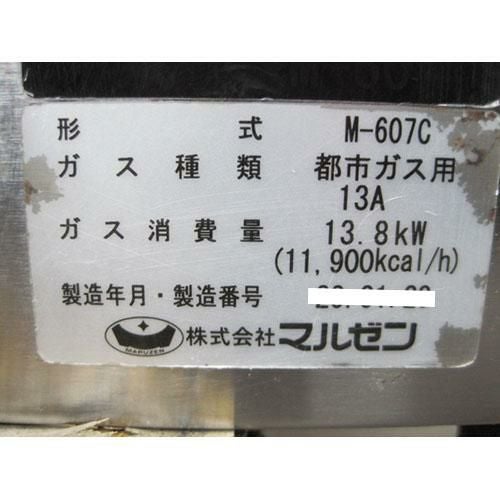 形式 M-607C
ガス種類 都市ガス用
13A
ガス消費量 13.8kW
(11,900kcal/h)
製造年月・製造番号
MARUZEN 株式会社マルゼン